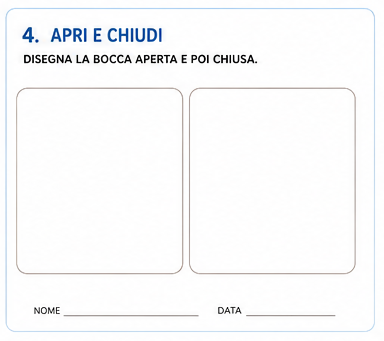 4. APRI E CHIUDI
DISEGNA LA BOCCA APERTA E POI CHIUSA.
NOME DATA